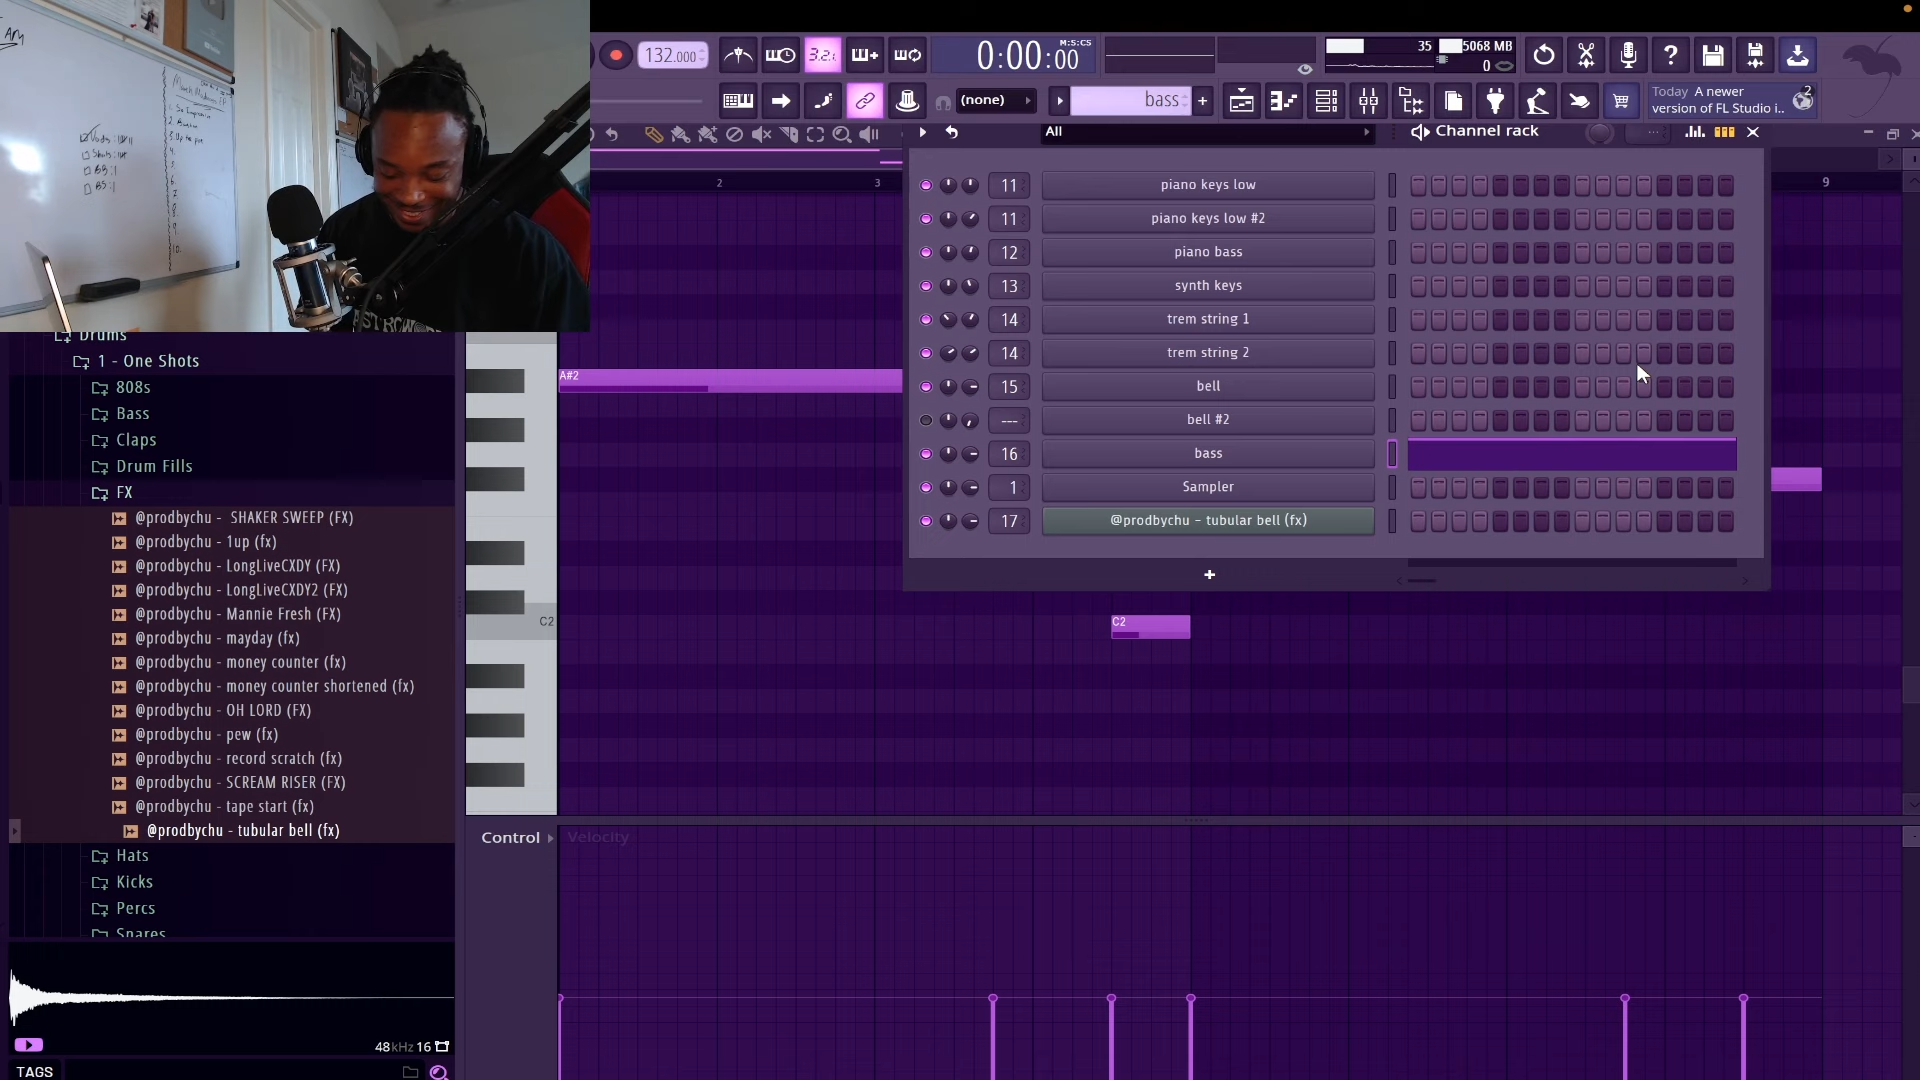 AM
132.000
3.2.
0:00:00
M:S:CS
35
5068 MB
0
(none)
bass
Today A newer
version of FL Studio i..
2
All
Channel rack
2
3
9
11 piano keys low
11 piano keys low #2
12 piano bass
13 synth keys
14 trem string 1
14 trem string 2
15 bell
--- bell #2
16 bass
1 Sampler
17 @prodbychu - tubular bell (fx)
+
Drums
1 - One Shots
808s
Bass
Claps
Drum Fills
FX
@prodbychu - SHAKER SWEEP (FX)
@prodbychu - 1up (fx)
@prodbychu - LongLiveCXDY (FX)
@prodbychu - LongLiveCXDY2 (FX)
@prodbychu - Mannie Fresh (FX)
@prodbychu - mayday (fx)
@prodbychu - money counter (fx)
@prodbychu - money counter shortened (fx)
@prodbychu - OH LORD (FX)
@prodbychu - pew (fx)
@prodbychu - record scratch (fx)
@prodbychu - SCREAM RISER (FX)
@prodbychu - tape start (fx)
@prodbychu - tubular bell (fx)
Hats
Kicks
Percs
Snares
48kHz 16
TAGS
A#2
C2
C2
Control
Velocity